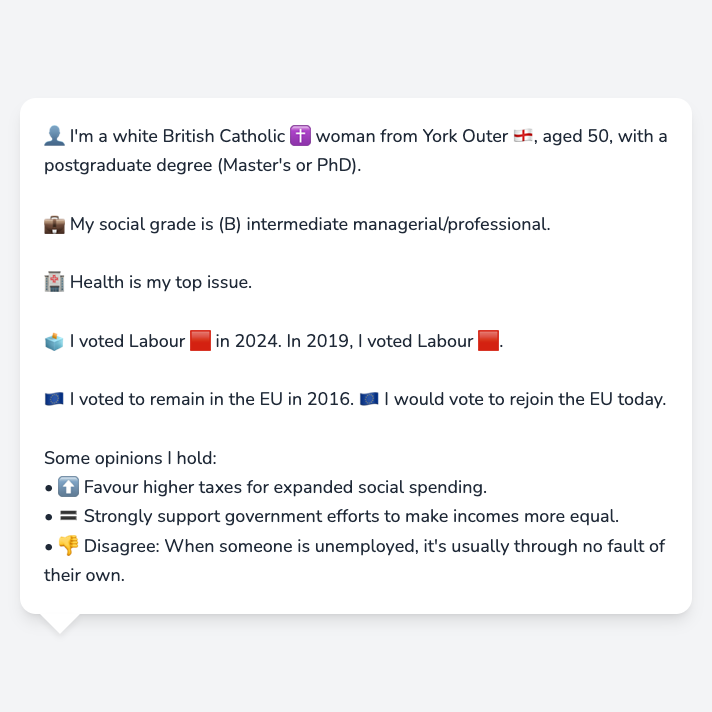 👤 I'm a white British Catholic ✝️ woman from York Outer 🏴󠁧󠁢󠁥󠁮󠁧󠁿, aged 50, with a
postgraduate degree (Master's or PhD).
💼 My social grade is (B) intermediate managerial/professional.
🏥 Health is my top issue.
🗳️ I voted Labour 🟥 in 2024. In 2019, I voted Labour 🟥.
🇪🇺 I voted to remain in the EU in 2016. 🇪🇺 I would vote to rejoin the EU today.
Some opinions I hold:
• ⬆️ Favour higher taxes for expanded social spending.
• 🟰 Strongly support government efforts to make incomes more equal.
• 👎 Disagree: When someone is unemployed, it's usually through no fault of
their own.